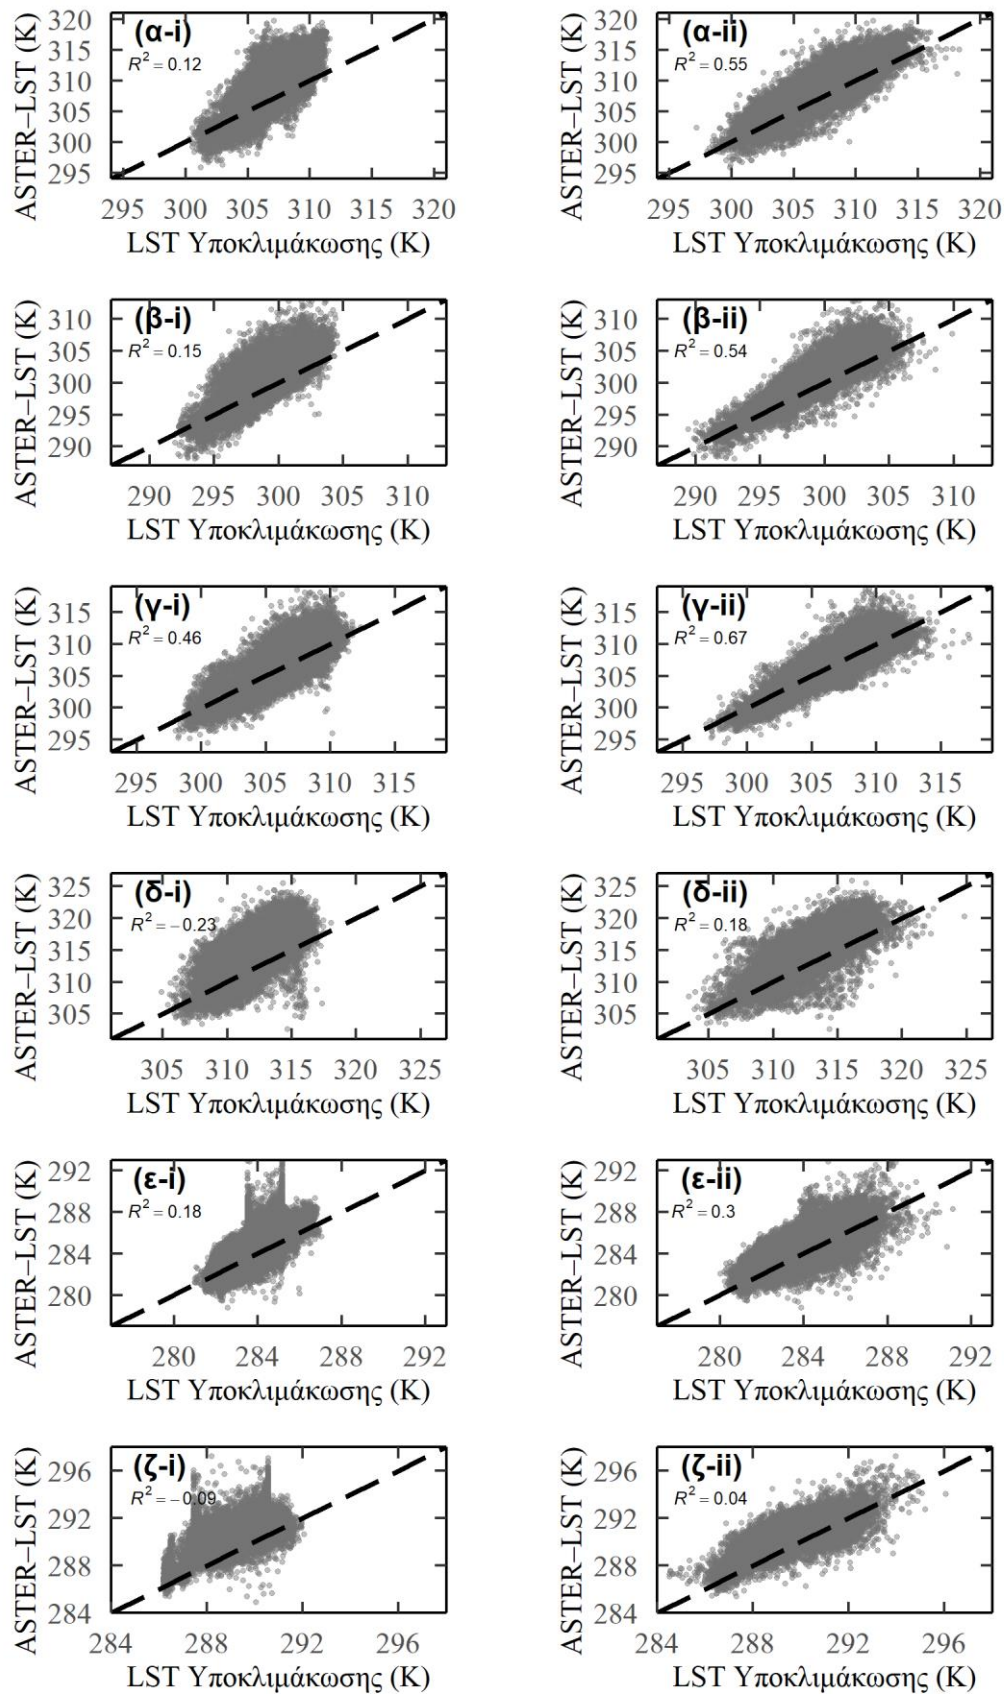 (α-i)
R² = 0.12
ASTER–LST (K)
320
315
310
305
300
295
295 300 305 310 315 320
LST Υποκλιμάκωσης (K)
(α-ii)
R² = 0.55
ASTER–LST (K)
320
315
310
305
300
295
295 300 305 310 315 320
LST Υποκλιμάκωσης (K)
(β-i)
R² = 0.15
ASTER–LST (K)
310
305
300
295
290
290 295 300 305 310
LST Υποκλιμάκωσης (K)
(β-ii)
R² = 0.54
ASTER–LST (K)
310
305
300
295
290
290 295 300 305 310
LST Υποκλιμάκωσης (K)
(γ-i)
R² = 0.46
ASTER–LST (K)
315
310
305
300
295
295 300 305 310 315
LST Υποκλιμάκωσης (K)
(γ-ii)
R² = 0.67
ASTER–LST (K)
315
310
305
300
295
295 300 305 310 315
LST Υποκλιμάκωσης (K)
(δ-i)
R² = −0.23
ASTER–LST (K)
325
320
315
310
305
305 310 315 320 325
LST Υποκλιμάκωσης (K)
(δ-ii)
R² = 0.18
ASTER–LST (K)
325
320
315
310
305
305 310 315 320 325
LST Υποκλιμάκωσης (K)
(ε-i)
R² = 0.18
ASTER–LST (K)
292
288
284
280
280 284 288 292
LST Υποκλιμάκωσης (K)
(ε-ii)
R² = 0.3
ASTER–LST (K)
292
288
284
280
280 284 288 292
LST Υποκλιμάκωσης (K)
(ζ-i)
R² = −0.09
ASTER–LST (K)
296
292
288
284
284 288 292 296
LST Υποκλιμάκωσης (K)
(ζ-ii)
R² = 0.04
ASTER–LST (K)
296
292
288
284
284 288 292 296
LST Υποκλιμάκωσης (K)